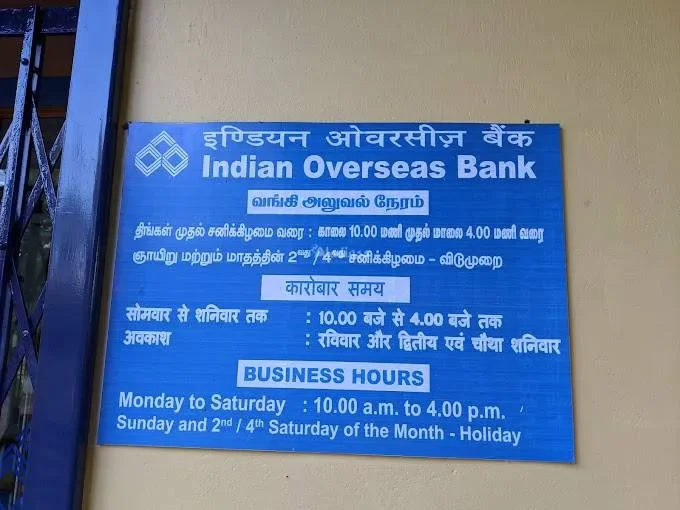 इण्डियन ओवरसीज़ बैंक
Indian Overseas Bank
வங்கி அலுவல் நேரம்
திங்கள் முதல் சனிக்கிழமை வரை : காலை 10.00 மணி முதல் மாலை 4.00 மணி வரை
ஞாயிறு மற்றும் மாதத்தின் 2வது / 4வது சனிக்கிழமை - விடுமுறை
कारोबार समय
सोमवार से शनिवार तक : 10.00 बजे से 4.00 बजे तक
अवकाश : रविवार और द्वितीय एवं चौथा शनिवार
BUSINESS HOURS
Monday to Saturday : 10.00 a.m. to 4.00 p.m.
Sunday and 2nd / 4th Saturday of the Month - Holiday